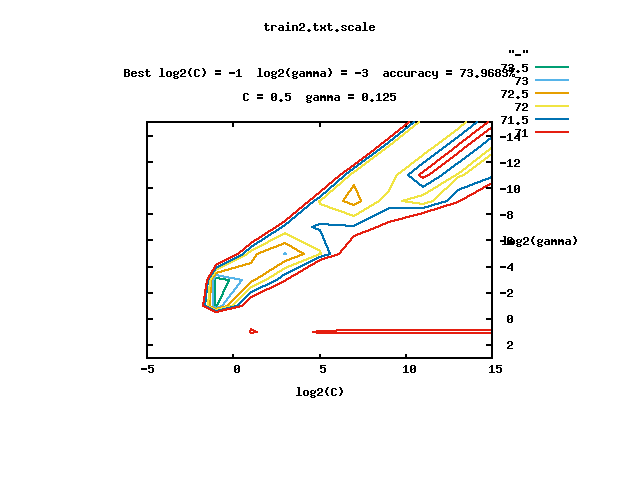 train2.txt.scale
"-"
Best log2(C) = -1 log2(gamma) = -3 accuracy = 73.9683%
73.5
73
72.5
72
71.5
71
C = 0.5 gamma = 0.125
-14
-12
-10
-8
-6
log2(gamma)
-4
-2
0
2
-5 0 5 10 15
log2(C)